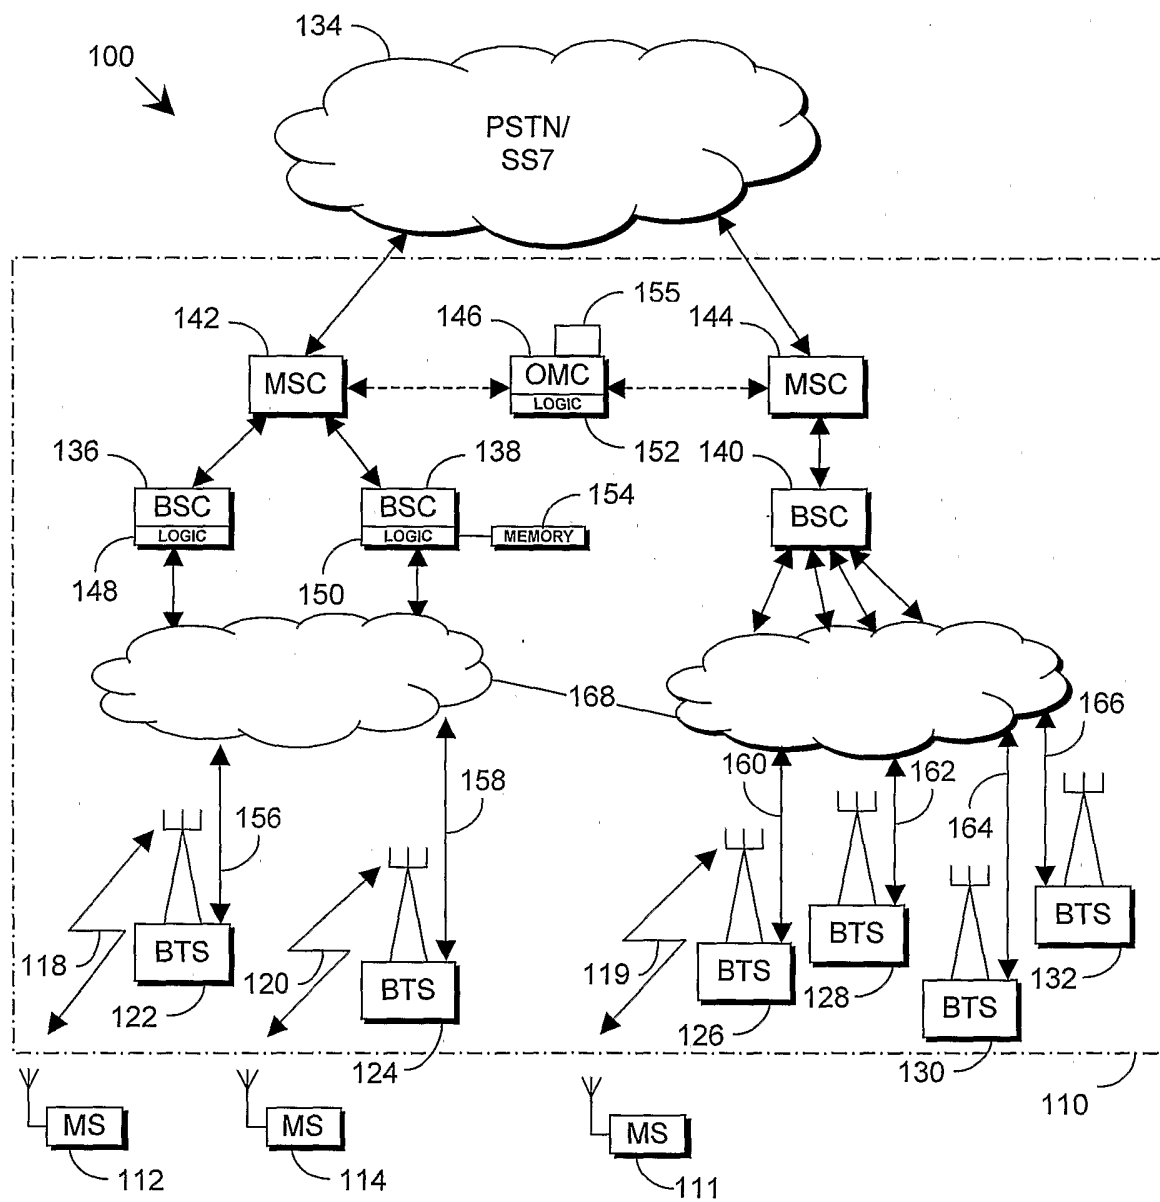 134
100
PSTN/
SS7
155
142
146
144
MSC
OMC
LOGIC
MSC
136
138
152
140
154
BSC
LOGIC
BSC
LOGIC
MEMORY
BSC
148
150
168
166
160
162
158
164
156
BTS
BTS
118
120
BTS
119
BTS
BTS
132
128
BTS
122
126
124
130
110
MS
MS
MS
112
114
111